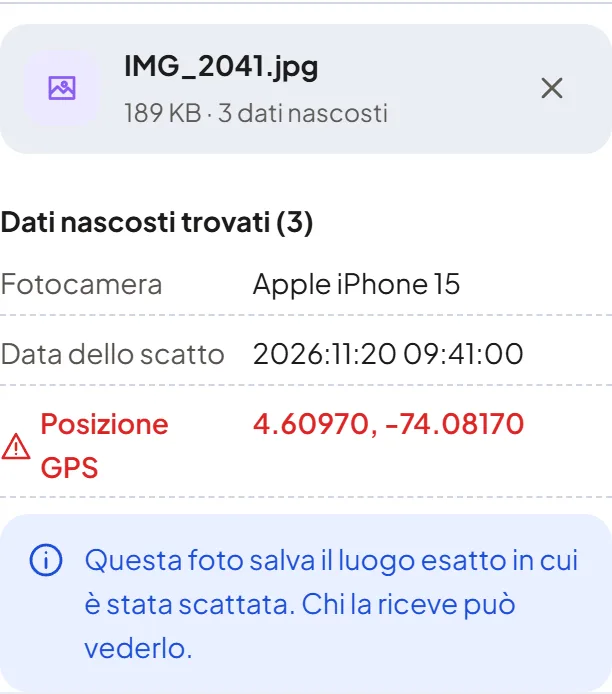 IMG_2041.jpg
189 KB · 3 dati nascosti
Dati nascosti trovati (3)
Fotocamera Apple iPhone 15
Data dello scatto 2026:11:20 09:41:00
Posizione GPS 4.60970, -74.08170
Questa foto salva il luogo esatto in cui
è stata scattata. Chi la riceve può
vederlo.